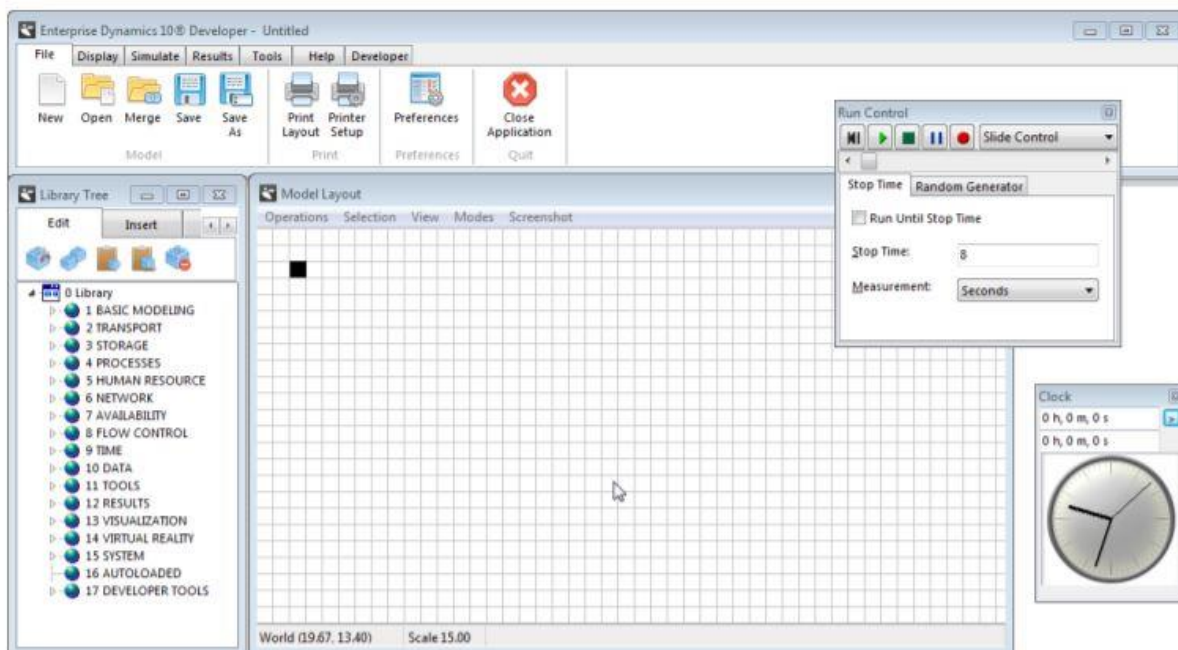 Enterprise Dynamics 10® Developer - Untitled
File Display Simulate Results Tools Help Developer
New Open Merge Save Save As Print Layout Printer Setup Preferences Close Application
Model Print Preferences Quit
Run Control
Slide Control
Stop Time Random Generator
Run Until Stop Time
Stop Time: 8
Measurement: Seconds
Library Tree
Edit Insert
0 Library
1 BASIC MODELING
2 TRANSPORT
3 STORAGE
4 PROCESSES
5 HUMAN RESOURCE
6 NETWORK
7 AVAILABILITY
8 FLOW CONTROL
9 TIME
10 DATA
11 TOOLS
12 RESULTS
13 VISUALIZATION
14 VIRTUAL REALITY
15 SYSTEM
16 AUTOLOADED
17 DEVELOPER TOOLS
Model Layout
Operations Selection View Modes Screenshot
World (19.67, 13.40) Scale 15.00
Clock
0 h, 0 m, 0 s
0 h, 0 m, 0 s